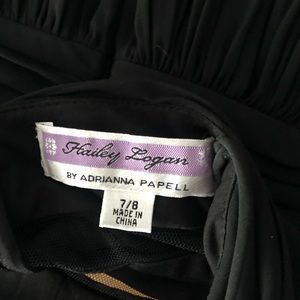 Hailey Logan
BY ADRIANNA PAPELL
7/8
MADE IN
CHINA